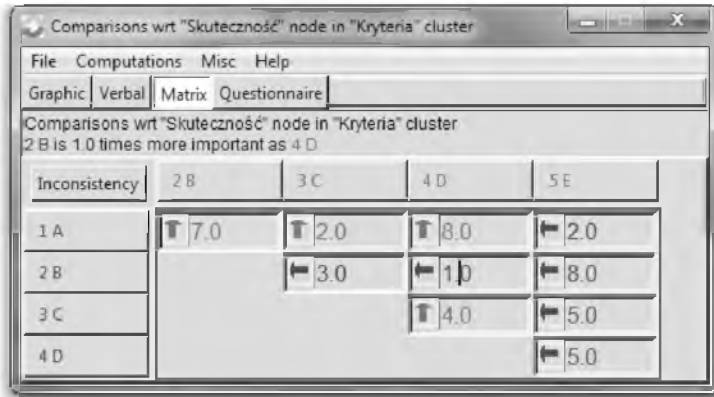 Comparisons wrt "Skuteczność" node in "Kryteria" cluster
File Computations Misc Help
Graphic Verbal Matrix Questionnaire
Comparisons wrt "Skuteczność" node in "Kryteria" cluster
2 B is 1.0 times more important as 4 D
Inconsistency 2 B 3 C 4 D 5 E
1 A 7.0 2.0 8.0 2.0
2 B 3.0 1.0 8.0
3 C 4.0 5.0
4 D 5.0